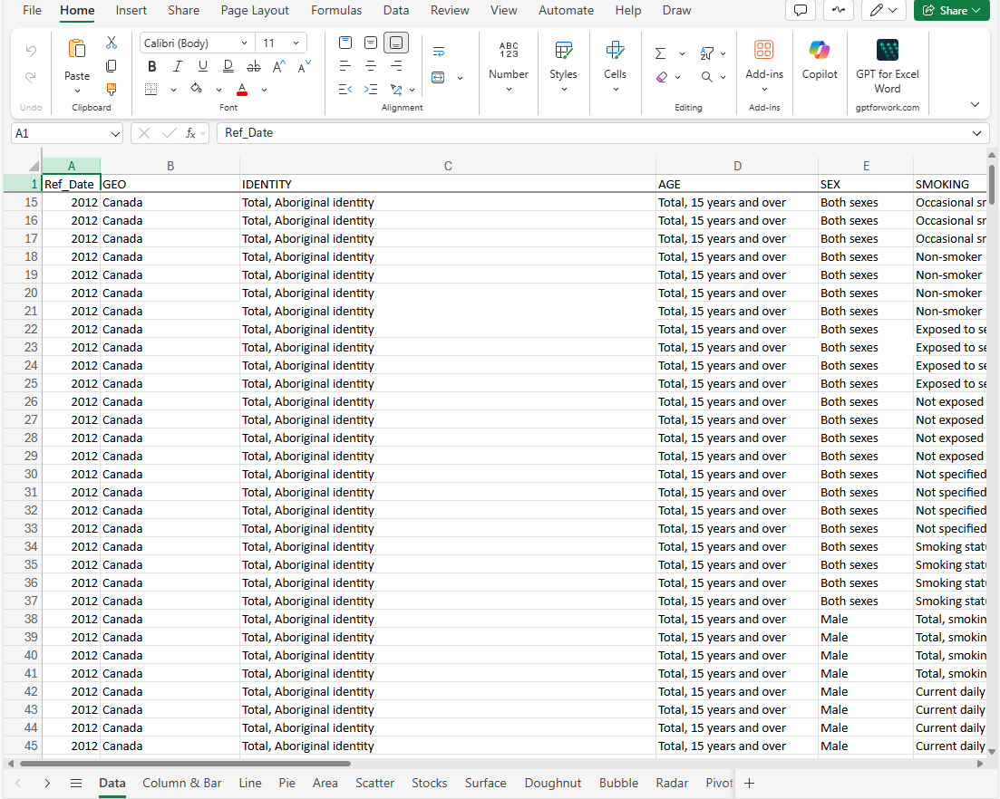 File Home Insert Share Page Layout Formulas Data Review View Automate Help Draw Share
Calibri (Body) 11
ABC
123
Paste B I U D ab A A Number Styles Cells Add-ins Copilot GPT for Excel
Word
Undo Clipboard Font Alignment Editing Add-ins gptforwork.com
A1 fx Ref_Date
A B C D E
1 Ref_Date GEO IDENTITY AGE SEX SMOKING
15 2012 Canada Total, Aboriginal identity Total, 15 years and over Both sexes Occasional
16 2012 Canada Total, Aboriginal identity Total, 15 years and over Both sexes Occasional
17 2012 Canada Total, Aboriginal identity Total, 15 years and over Both sexes Occasional
18 2012 Canada Total, Aboriginal identity Total, 15 years and over Both sexes Non-smoker
19 2012 Canada Total, Aboriginal identity Total, 15 years and over Both sexes Non-smoker
20 2012 Canada Total, Aboriginal identity Total, 15 years and over Both sexes Non-smoker
21 2012 Canada Total, Aboriginal identity Total, 15 years and over Both sexes Non-smoker
22 2012 Canada Total, Aboriginal identity Total, 15 years and over Both sexes Exposed to
23 2012 Canada Total, Aboriginal identity Total, 15 years and over Both sexes Exposed to
24 2012 Canada Total, Aboriginal identity Total, 15 years and over Both sexes Exposed to
25 2012 Canada Total, Aboriginal identity Total, 15 years and over Both sexes Exposed to
26 2012 Canada Total, Aboriginal identity Total, 15 years and over Both sexes Not exposed
27 2012 Canada Total, Aboriginal identity Total, 15 years and over Both sexes Not exposed
28 2012 Canada Total, Aboriginal identity Total, 15 years and over Both sexes Not exposed
29 2012 Canada Total, Aboriginal identity Total, 15 years and over Both sexes Not exposed
30 2012 Canada Total, Aboriginal identity Total, 15 years and over Both sexes Not specified
31 2012 Canada Total, Aboriginal identity Total, 15 years and over Both sexes Not specified
32 2012 Canada Total, Aboriginal identity Total, 15 years and over Both sexes Not specified
33 2012 Canada Total, Aboriginal identity Total, 15 years and over Both sexes Not specified
34 2012 Canada Total, Aboriginal identity Total, 15 years and over Both sexes Smoking
35 2012 Canada Total, Aboriginal identity Total, 15 years and over Both sexes Smoking
36 2012 Canada Total, Aboriginal identity Total, 15 years and over Both sexes Smoking
37 2012 Canada Total, Aboriginal identity Total, 15 years and over Both sexes Smoking
38 2012 Canada Total, Aboriginal identity Total, 15 years and over Male Total,
39 2012 Canada Total, Aboriginal identity Total, 15 years and over Male Total,
40 2012 Canada Total, Aboriginal identity Total, 15 years and over Male Total,
41 2012 Canada Total, Aboriginal identity Total, 15 years and over Male Total,
42 2012 Canada Total, Aboriginal identity Total, 15 years and over Male Current daily
43 2012 Canada Total, Aboriginal identity Total, 15 years and over Male Current daily
44 2012 Canada Total, Aboriginal identity Total, 15 years and over Male Current daily
45 2012 Canada Total, Aboriginal identity Total, 15 years and over Male Current daily
Data Column & Bar Line Pie Area Scatter Stocks Surface Doughnut Bubble Radar Pivot